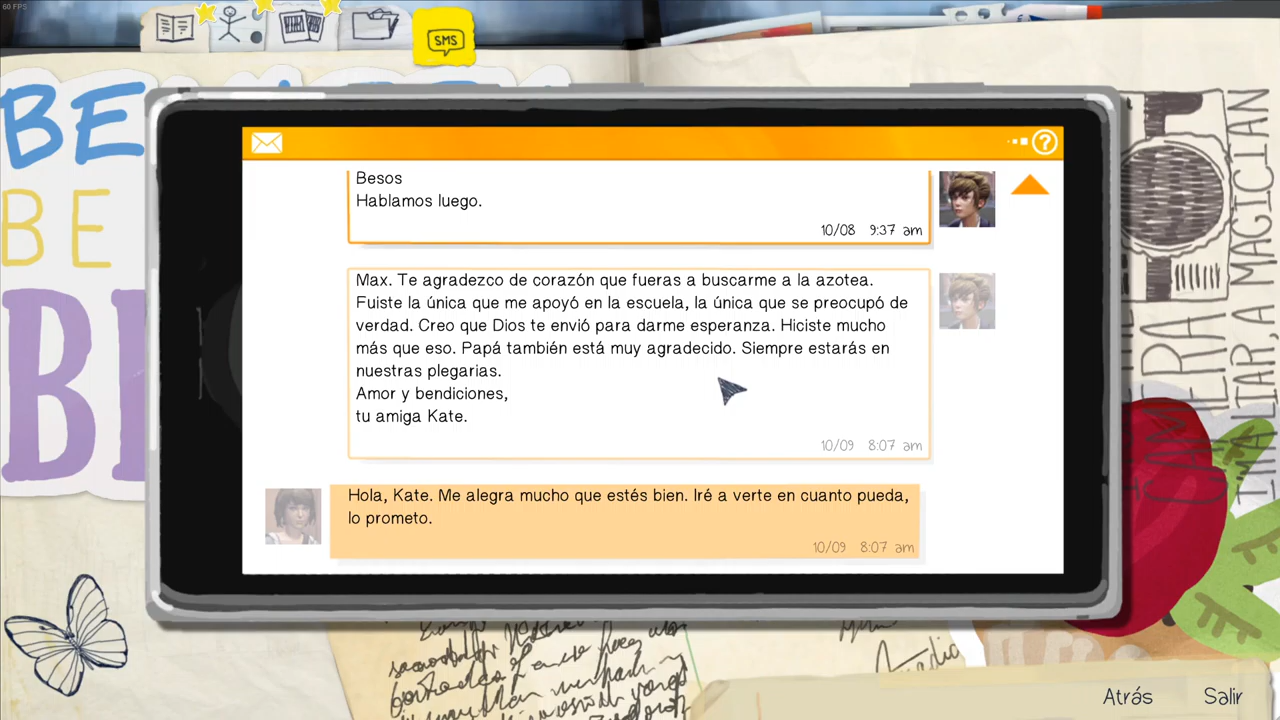 60 FPS
SMS
BE
BE
Besos
Hablamos luego.
10/08 9:37 am
Max. Te agradezco de corazón que fueras a buscarme a la azotea.
Fuiste la única que me apoyó en la escuela, la única que se preocupó de
verdad. Creo que Dios te envió para darme esperanza. Hiciste mucho
más que eso. Papá también está muy agradecido. Siempre estarás en
nuestras plegarias.
Amor y bendiciones,
tu amiga Kate.
10/09 8:07 am
Hola, Kate. Me alegra mucho que estés bien. Iré a verte en cuanto pueda,
lo prometo.
10/09 8:07 am
CAMERA
A MAGICIAN
Atrás Salir